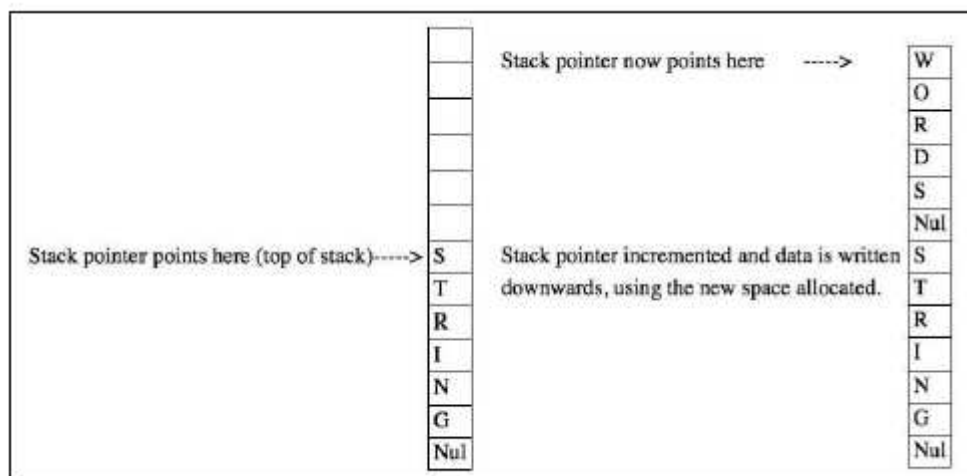 Stack pointer points here (top of stack)----->
S
T
R
I
N
G
Nul
Stack pointer now points here ----->
Stack pointer incremented and data is written
downwards, using the new space allocated.
W
O
R
D
S
Nul
S
T
R
I
N
G
Nul